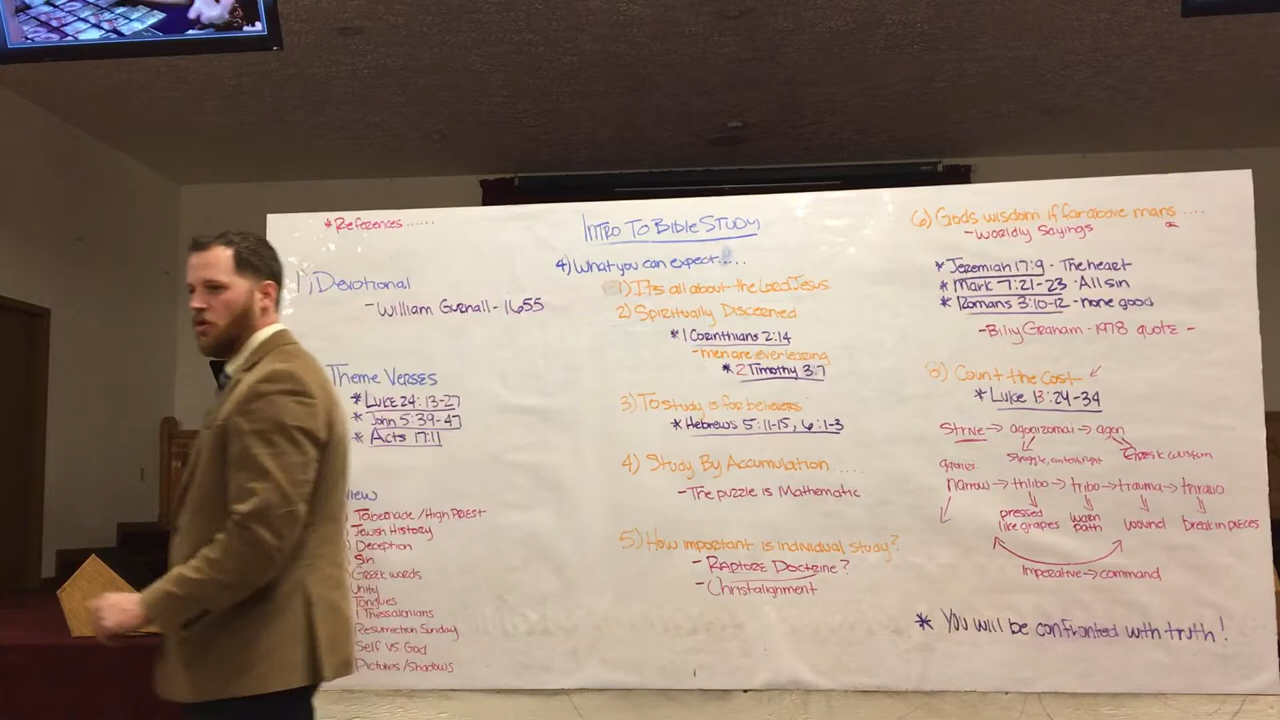 *References......
1) Devotional
-William Gurnall-1655
Theme Verses
*Luke 24:13-27
*John 5:39-47
*Acts 17:11
view
Tabernacle/High Priest
Jewish History
Deception
Sin
Greek words
Unity
Tongues
1 Thessalonians
Resurrection Sunday
Self VS. God
Pictures/Shadows
Intro To Bible Study
4) What you can expect.....
1) It's all about the Lord Jesus.
2) Spiritually Discerned
*1 Corinthians 2:14
-men are ever learing
*2 Timothy 3:7
3) To study is for believers
*Hebrews 5:11-15, 6:1-3
4) Study By Accumulation.....
-The puzzle is Mathematic
5) How important is individual study?
-Rapture Doctrine?
-Christalignment
6) Gods wisdom if far above mans....
-Worldly Sayings
*Jeremiah 17:9 - The heart
*Mark 7:21-23 -All sin
*Romans 3:10-12 -none good
-Billy Graham-1978 quote-
8) Count the Cost
*Luke 13:24-34
Strive→ agonizomai→ agon
struggle, contest, fight
narrow→ thlibo→ tribo→ trauma→
pressed like grapes
warn path
wound
break in pieces
Imperative→command
* You will be confronted with truth!